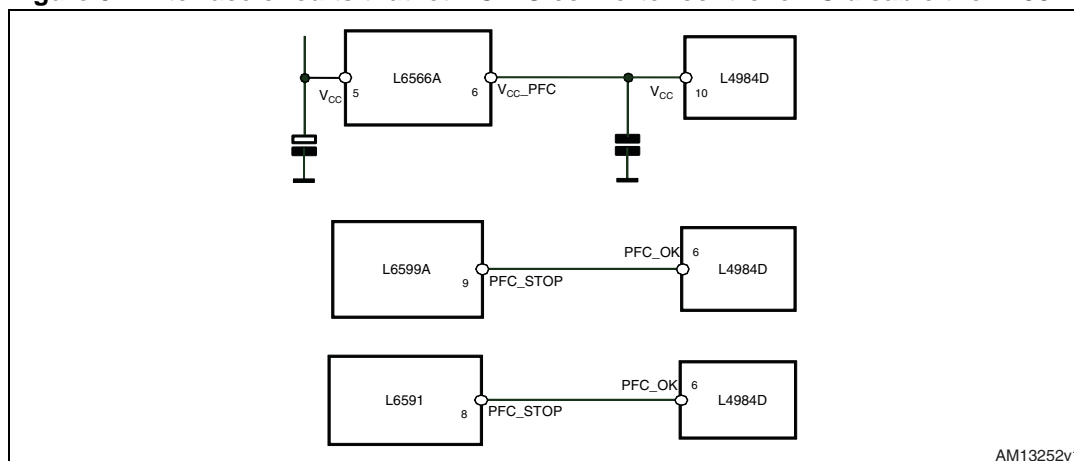 L6566A
L4984D
VCC 5
6 VCC_PFC
VCC 10
L6599A
9 PFC_STOP
PFC_OK 6
L4984D
L6591
8 PFC_STOP
PFC_OK 6
L4984D